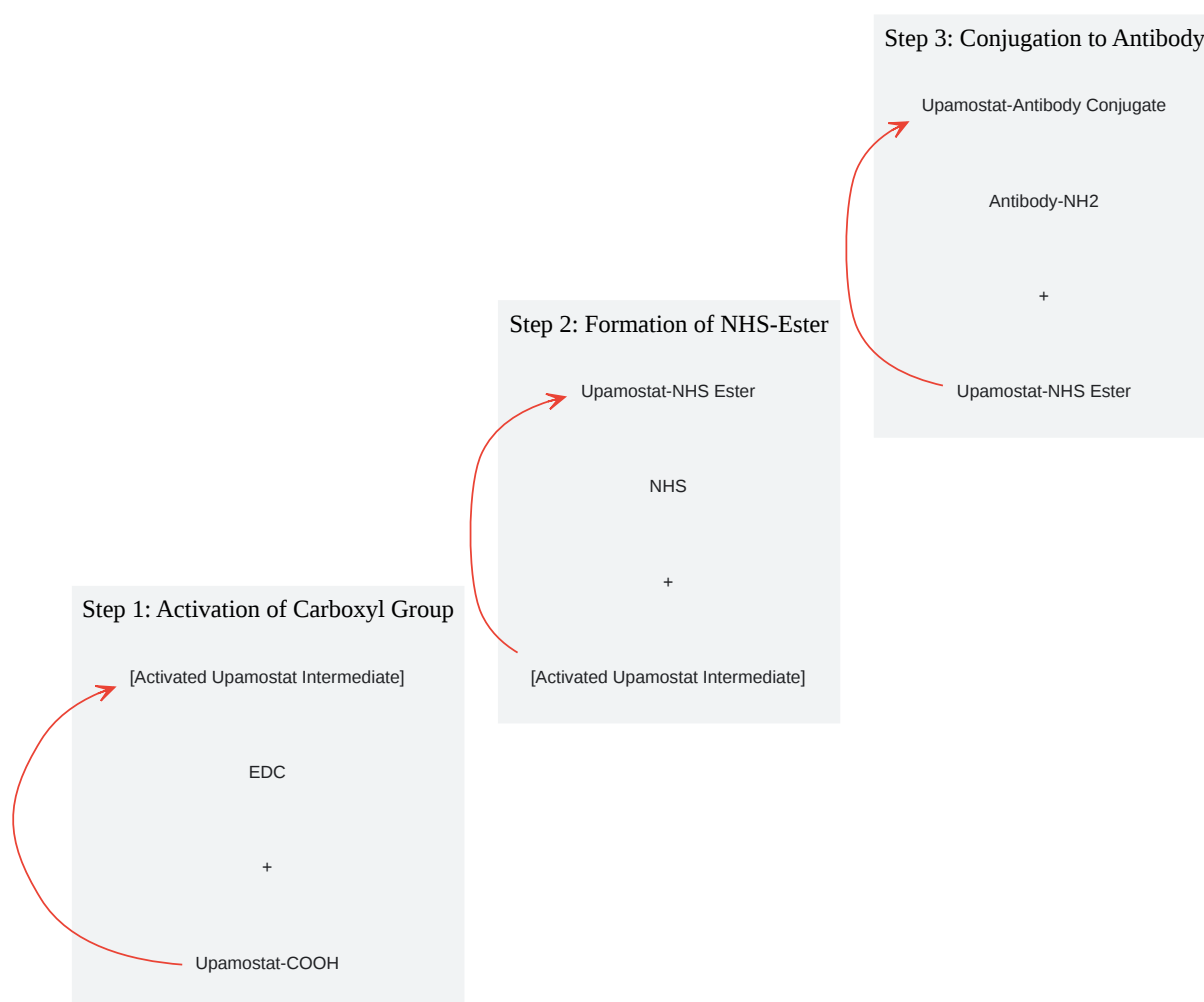 Step 3: Conjugation to Antibody
Upamostat-Antibody Conjugate
Antibody-NH2
+
Upamostat-NHS Ester
Step 2: Formation of NHS-Ester
Upamostat-NHS Ester
NHS
+
[Activated Upamostat Intermediate]
Step 1: Activation of Carboxyl Group
[Activated Upamostat Intermediate]
EDC
+
Upamostat-COOH